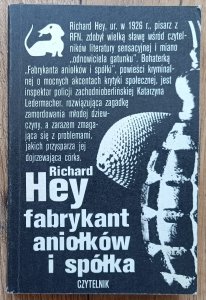 Richard Hey, ur. w 1926 r., pisarz z
RFN, zdobył wielką sławę wśród czytel-
ników literatury sensacyjnej i miano
„odnowiciela gatunku". Bohaterką
„Fabrykanta aniołków i spółki", powieści kryminal-
nej o mocnych akcentach krytyki społecznej, jest
inspektor policji zachodnioberlińskiej Katarzyna
Ledermacher, rozwiązująca zagadkę
zamordowania młodej dziew-
czyny, a zarazem zmaga-
jąca się z problemami,
jakich przysparza jej
dojrzewająca córka.
Richard
Hey
fabrykant
aniołków
i spółka
CZYTELNIK